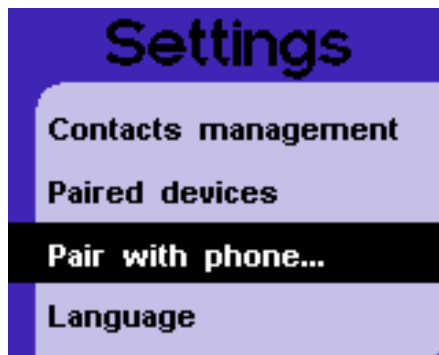 Settings
Contacts management
Paired devices
Pair with phone...
Language